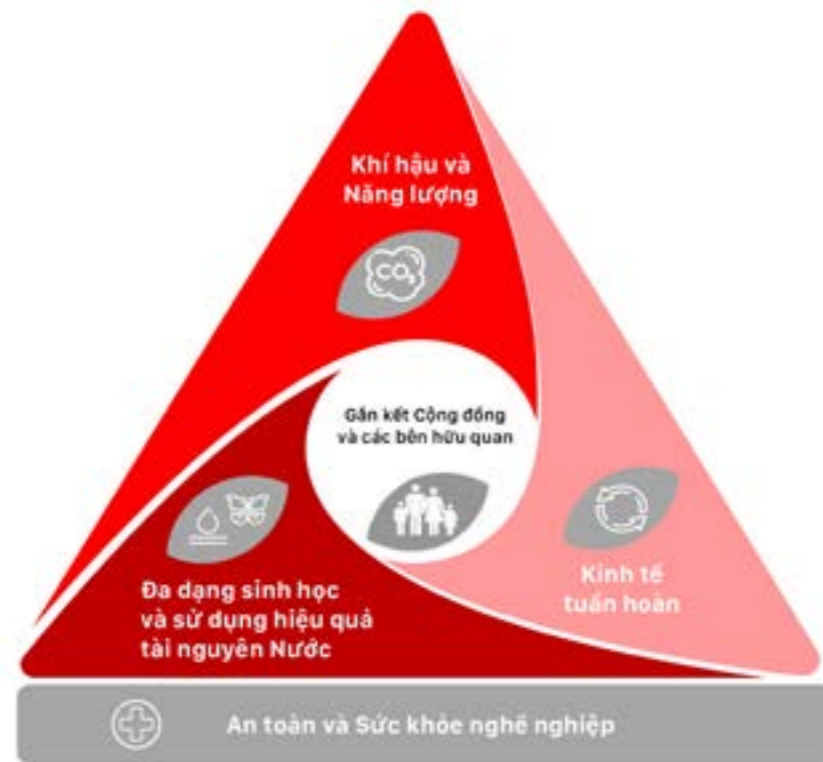 Khí hậu và
Năng lượng
CO₂
Gắn kết Cộng đồng
và các bên hữu quan
Đa dạng sinh học
và sử dụng hiệu quả
tài nguyên Nước
Kinh tế
tuần hoàn
An toàn và Sức khỏe nghề nghiệp